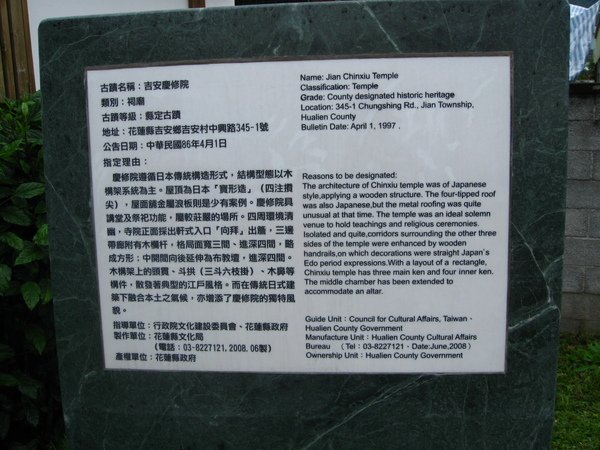 古蹟名稱：吉安慶修院
類別：祠廟
古蹟等級：縣定古蹟
地址：花蓮縣吉安鄉吉安村中興路345-1號
公告日期：中華民國86年4月1日
指定理由：
慶修院遵循日本傳統構造形式，結構型態以木
構架系統為主。屋頂為日本「寶形造」（四注攢
尖），屋面鋪金屬浪板則是少有案例。慶修院具
講堂及祭祀功能，屬較莊嚴的場所。四周環境清
幽，寺院正面採出軒式入口「向拜」出簷，三邊
帶廊附有木欄杆，格局面寬三間、進深四間，略
成方形；中開間向後延伸為布教壇，進深四間。
木構架上的頭貫、斗拱（三斗六枝掛）、木鼻等
構件，散發著典型的江戶風格。而在傳統日式建
築下融合本土之氣候，亦增添了慶修院的獨特風
貌。
指導單位：行政院文化建設委員會、花蓮縣政府
製作單位：花蓮縣文化局
（電話：03-8227121,2008.06製）
產權單位：花蓮縣政府
Name: Jian Chinxiu Temple
Classification: Temple
Grade: County designated historic heritage
Location: 345-1 Chungshing Rd., Jian Township,
Hualien County
Bulletin Date: April 1, 1997 .
Reasons to be designated:
The architecture of Chinxiu temple was of Japanese
style,applying a wooden structure. The four-tipped roof
was also Japanese,but the metal roofing was quite
unusual at that time. The temple was an ideal solemn
venue to hold teachings and religious ceremonies.
Isolated and quite,corridors surrounding the other three
sides of the temple were enhanced by wooden
handrails,on which decorations were straight Japan`s
Edo period expressions.With a layout of a rectangle,
Chinxiu temple has three main ken and four inner ken.
The middle chamber has been extended to
accommodate an altar.
Guide Unit：Council for Cultural Affairs, Taiwan、
Hualien County Government
Manufacture Unit：Hualien County Cultural Affairs
Bureau （Tel：03-8227121、Date:June,2008）
Ownership Unit：Hualien County Government